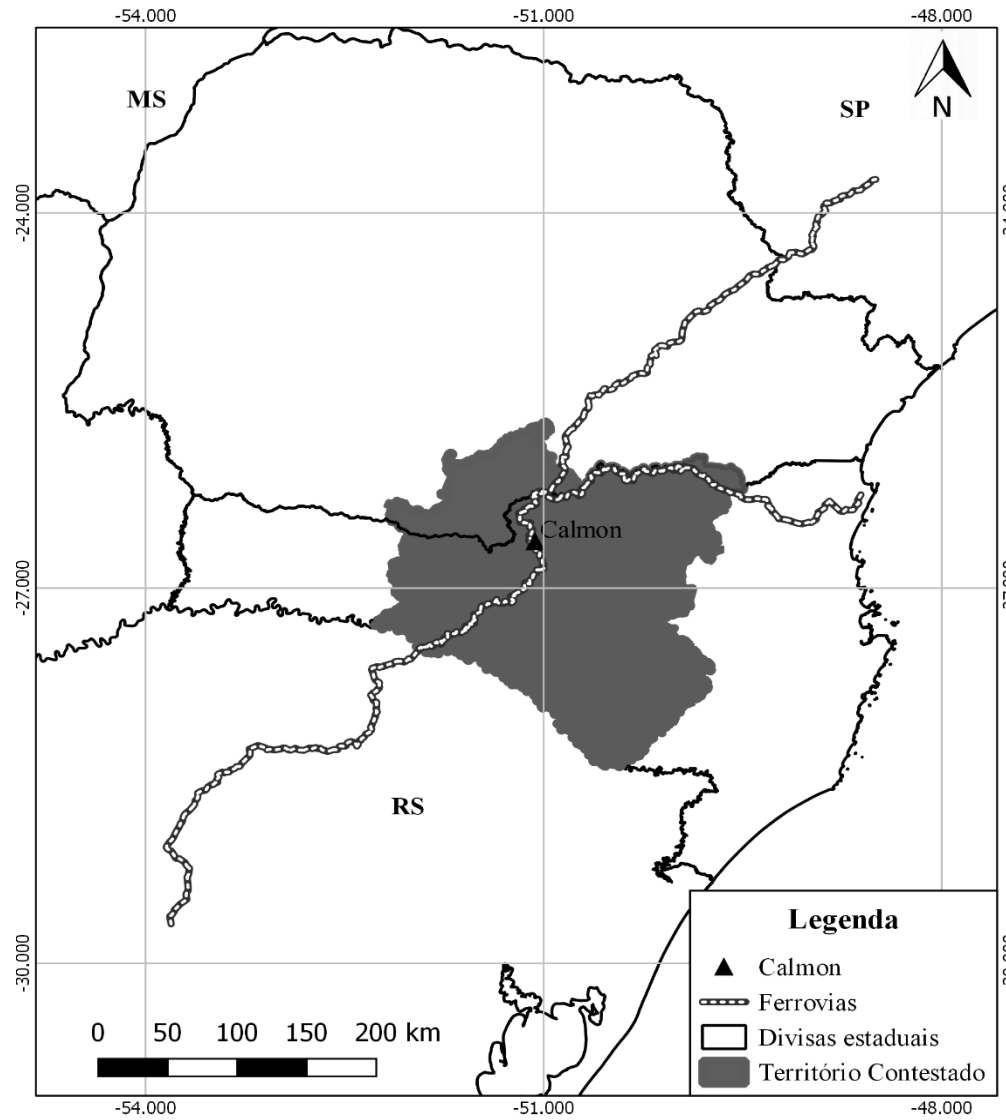 -54.000
-51.000
-48.000
N
MS
SP
-24.000
Calmon
-27.000
RS
-30.000
Legenda
Calmon
Ferrovias
Divisas estaduais
Território Contestado
0 50 100 150 200 km
-54.000
-51.000
-48.000